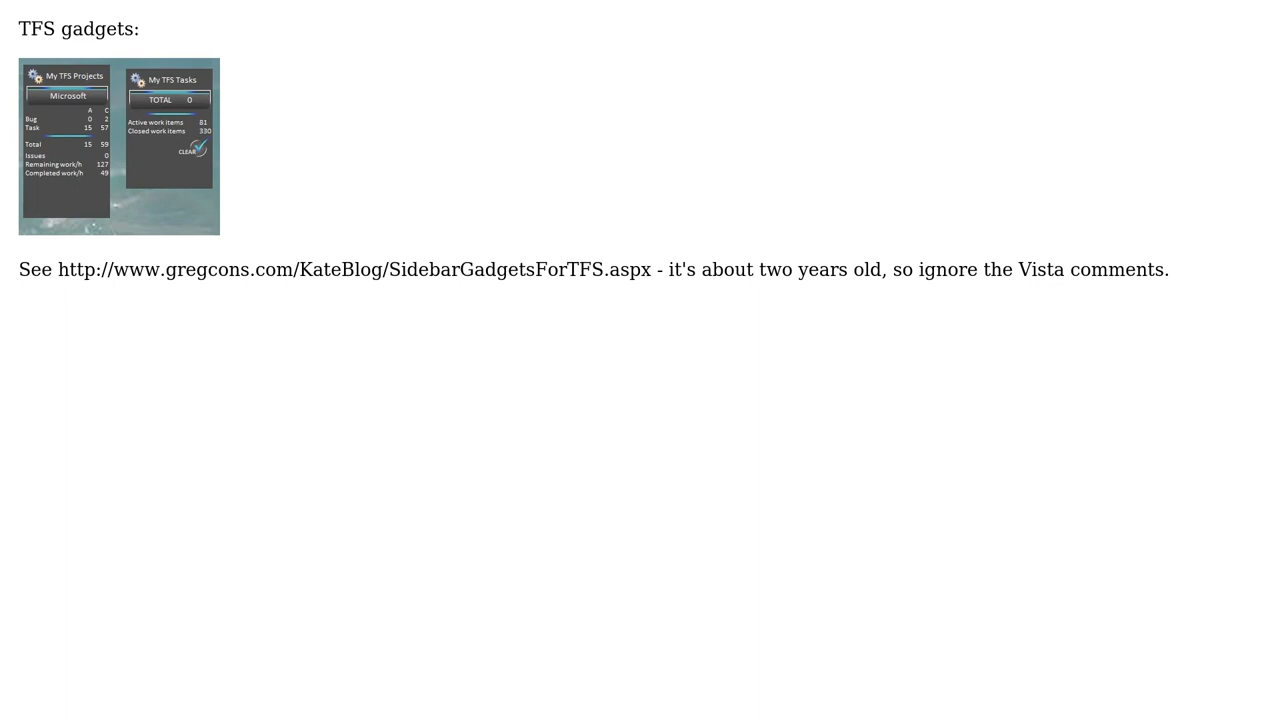 TFS gadgets:
My TFS Projects
Microsoft
A C
Bug 0 2
Task 15 57
Total 15 59
Issues 0
Remaining work/h 127
Completed work/h 49
My TFS Tasks
TOTAL 0
Active work items 81
Closed work items 330
CLEAR
See http://www.gregcons.com/KateBlog/SidebarGadgetsForTFS.aspx - it's about two years old, so ignore the Vista comments.